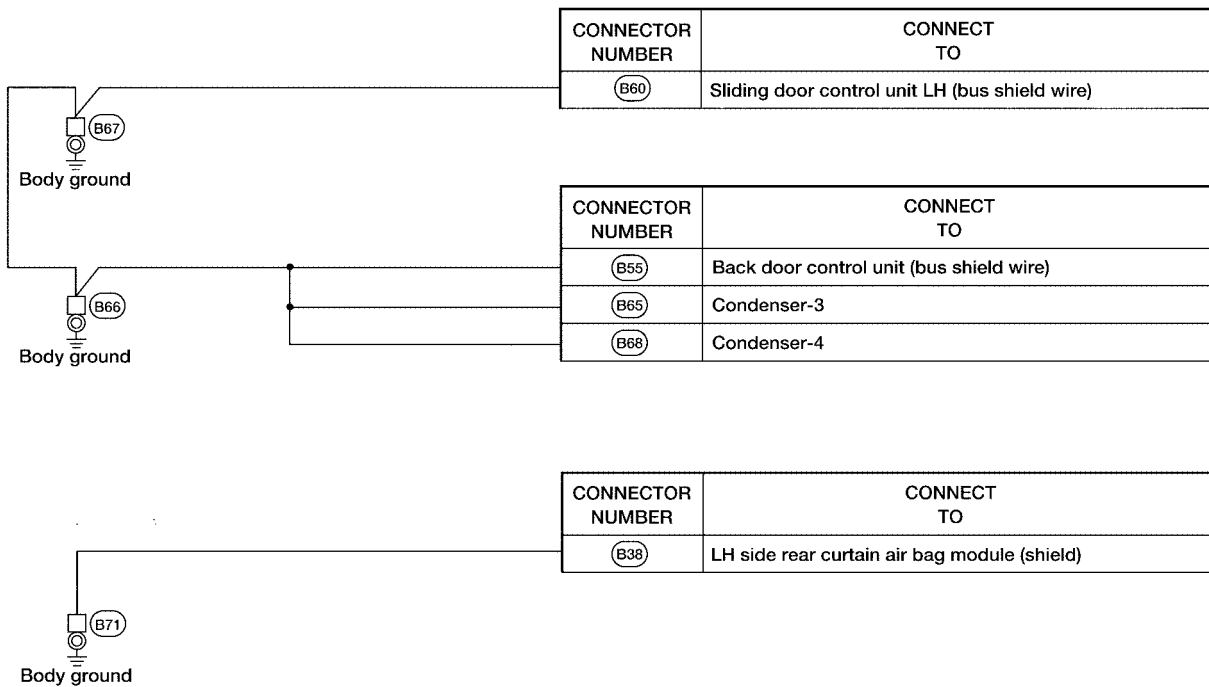 CONNECTOR NUMBER CONNECT TO
B60 Sliding door control unit LH (bus shield wire)
B67
Body ground
CONNECTOR NUMBER CONNECT TO
B55 Back door control unit (bus shield wire)
B66
B65 Condenser-3
B68 Condenser-4
Body ground
CONNECTOR NUMBER CONNECT TO
B38 LH side rear curtain air bag module (shield)
B71
Body ground